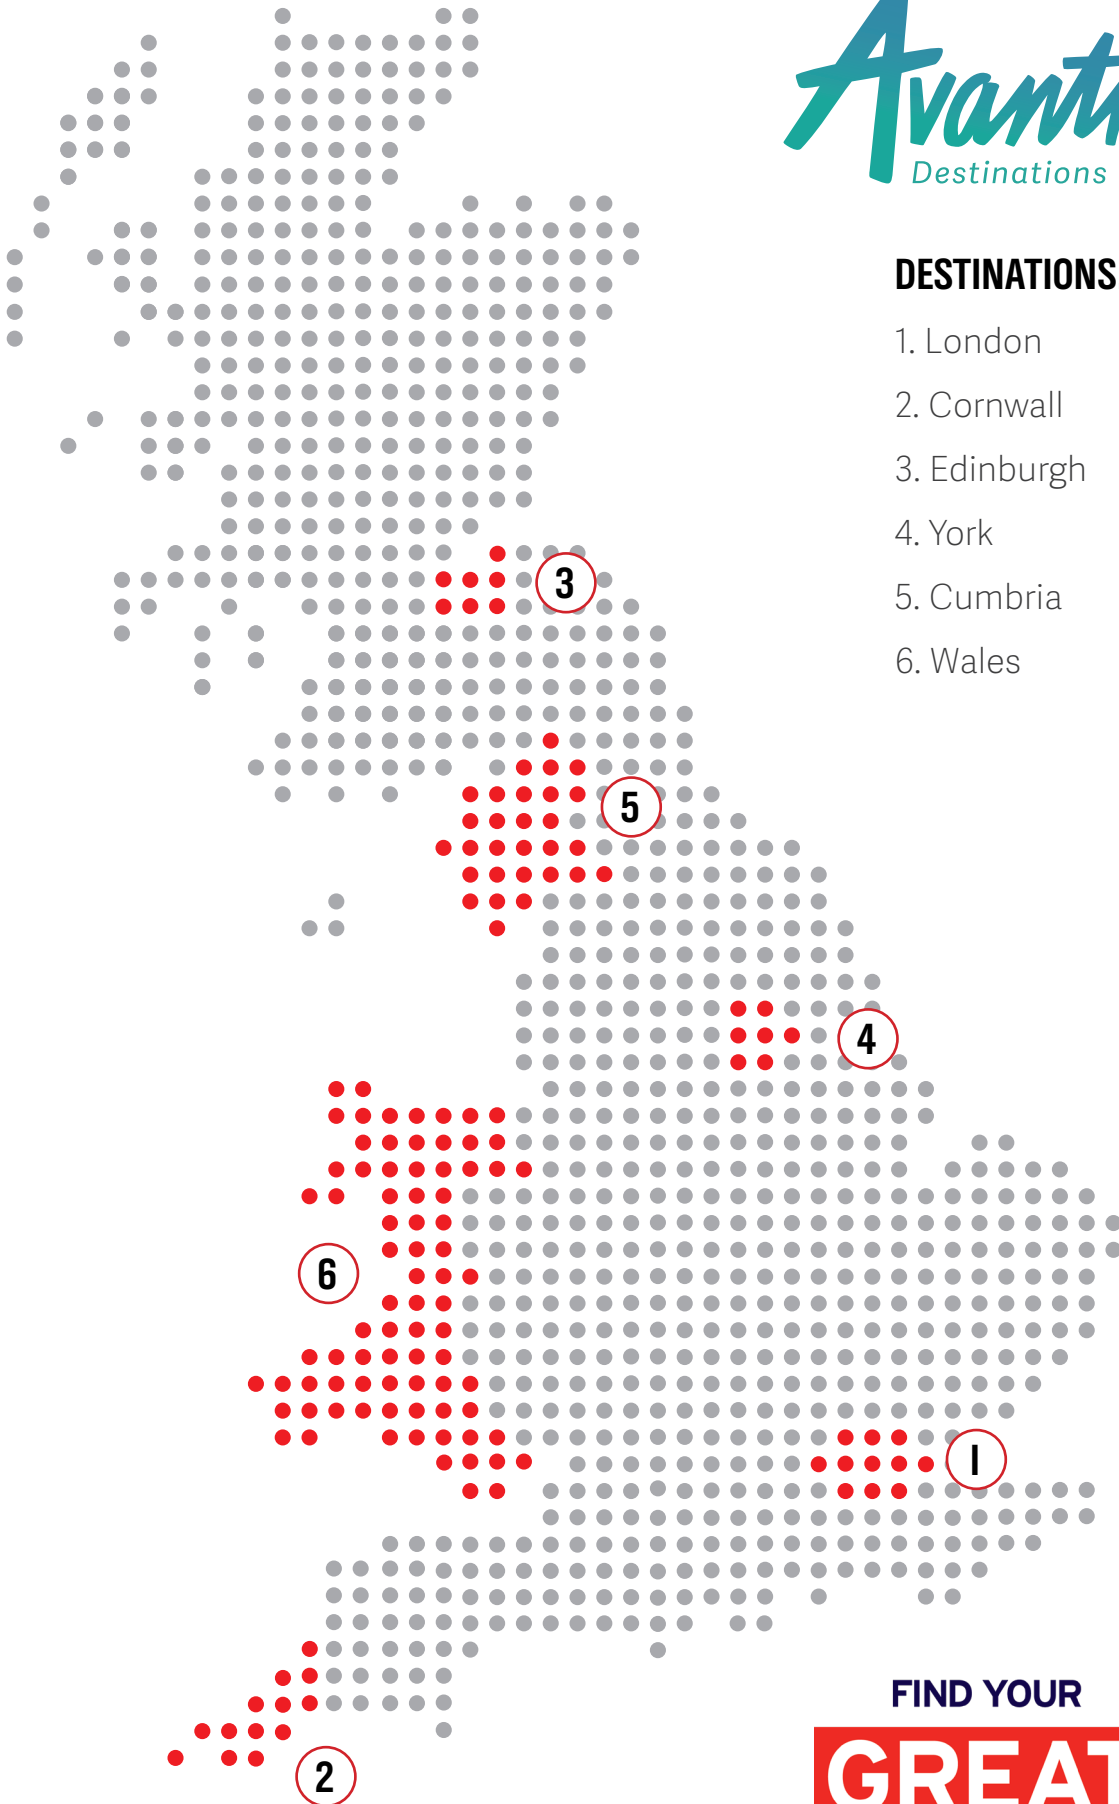 Avanti
Destinations
DESTINATIONS
1. London
2. Cornwall
3. Edinburgh
4. York
5. Cumbria
6. Wales
3
5
4
6
1
2
FIND YOUR
GREAT